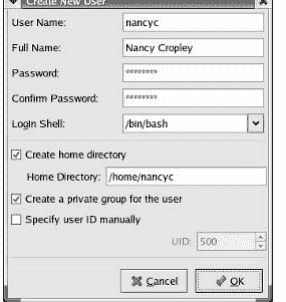 Create New User
User Name: nancyc
Full Name: Nancy Cropley
Password: ********
Confirm Password: ********
Login Shell: /bin/bash
Create home directory
Home Directory: /home/nancyc
Create a private group for the user
Specify user ID manually
UID: 500
Cancel OK